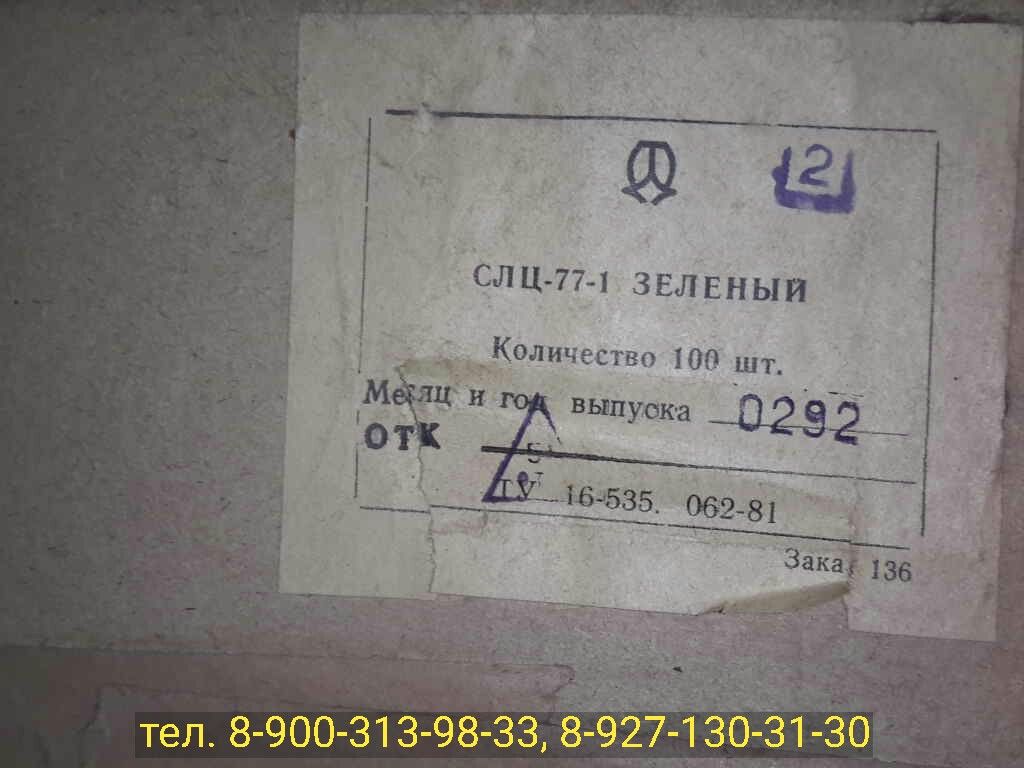 2
СЛЦ-77-1 ЗЕЛЕНЫЙ
Количество 100 шт.
Месяц и год выпуска 0292
ОТК
ТУ 16-535. 062-81
Зака 136
тел. 8-900-313-98-33, 8-927-130-31-30